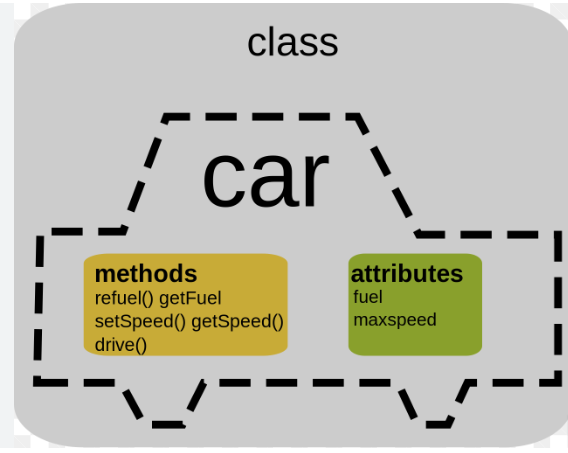 class
car
methods
refuel() getFuel
setSpeed() getSpeed()
drive()
attributes
fuel
maxspeed